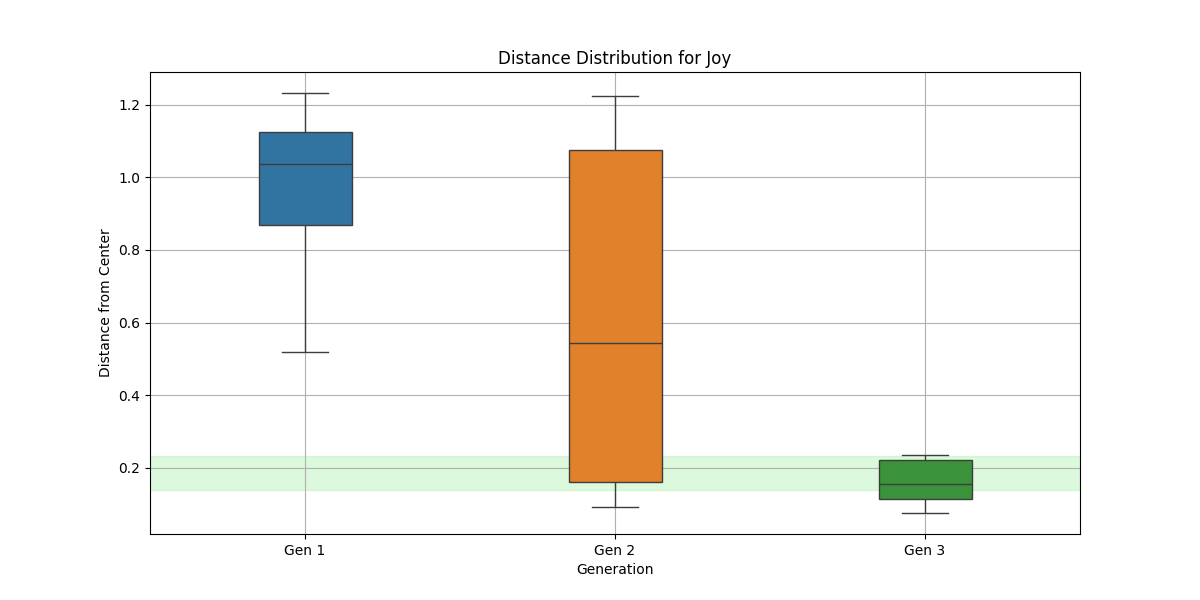 Distance Distribution for Joy
Distance from Center
1.2
1.0
0.8
0.6
0.4
0.2
Gen 1 Gen 2 Gen 3
Generation